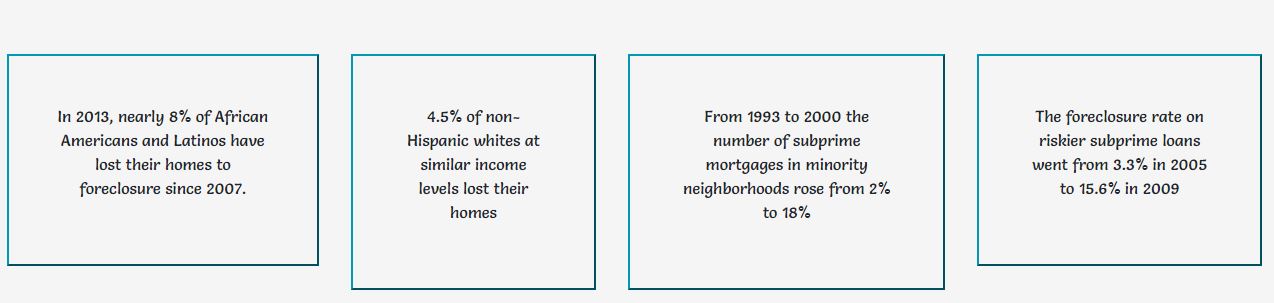 In 2013, nearly 8% of African
Americans and Latinos have
lost their homes to
foreclosure since 2007.
4.5% of non-
Hispanic whites at
similar income
levels lost their
homes
From 1993 to 2000 the
number of subprime
mortgages in minority
neighborhoods rose from 2%
to 18%
The foreclosure rate on
riskier subprime loans
went from 3.3% in 2005
to 15.6% in 2009